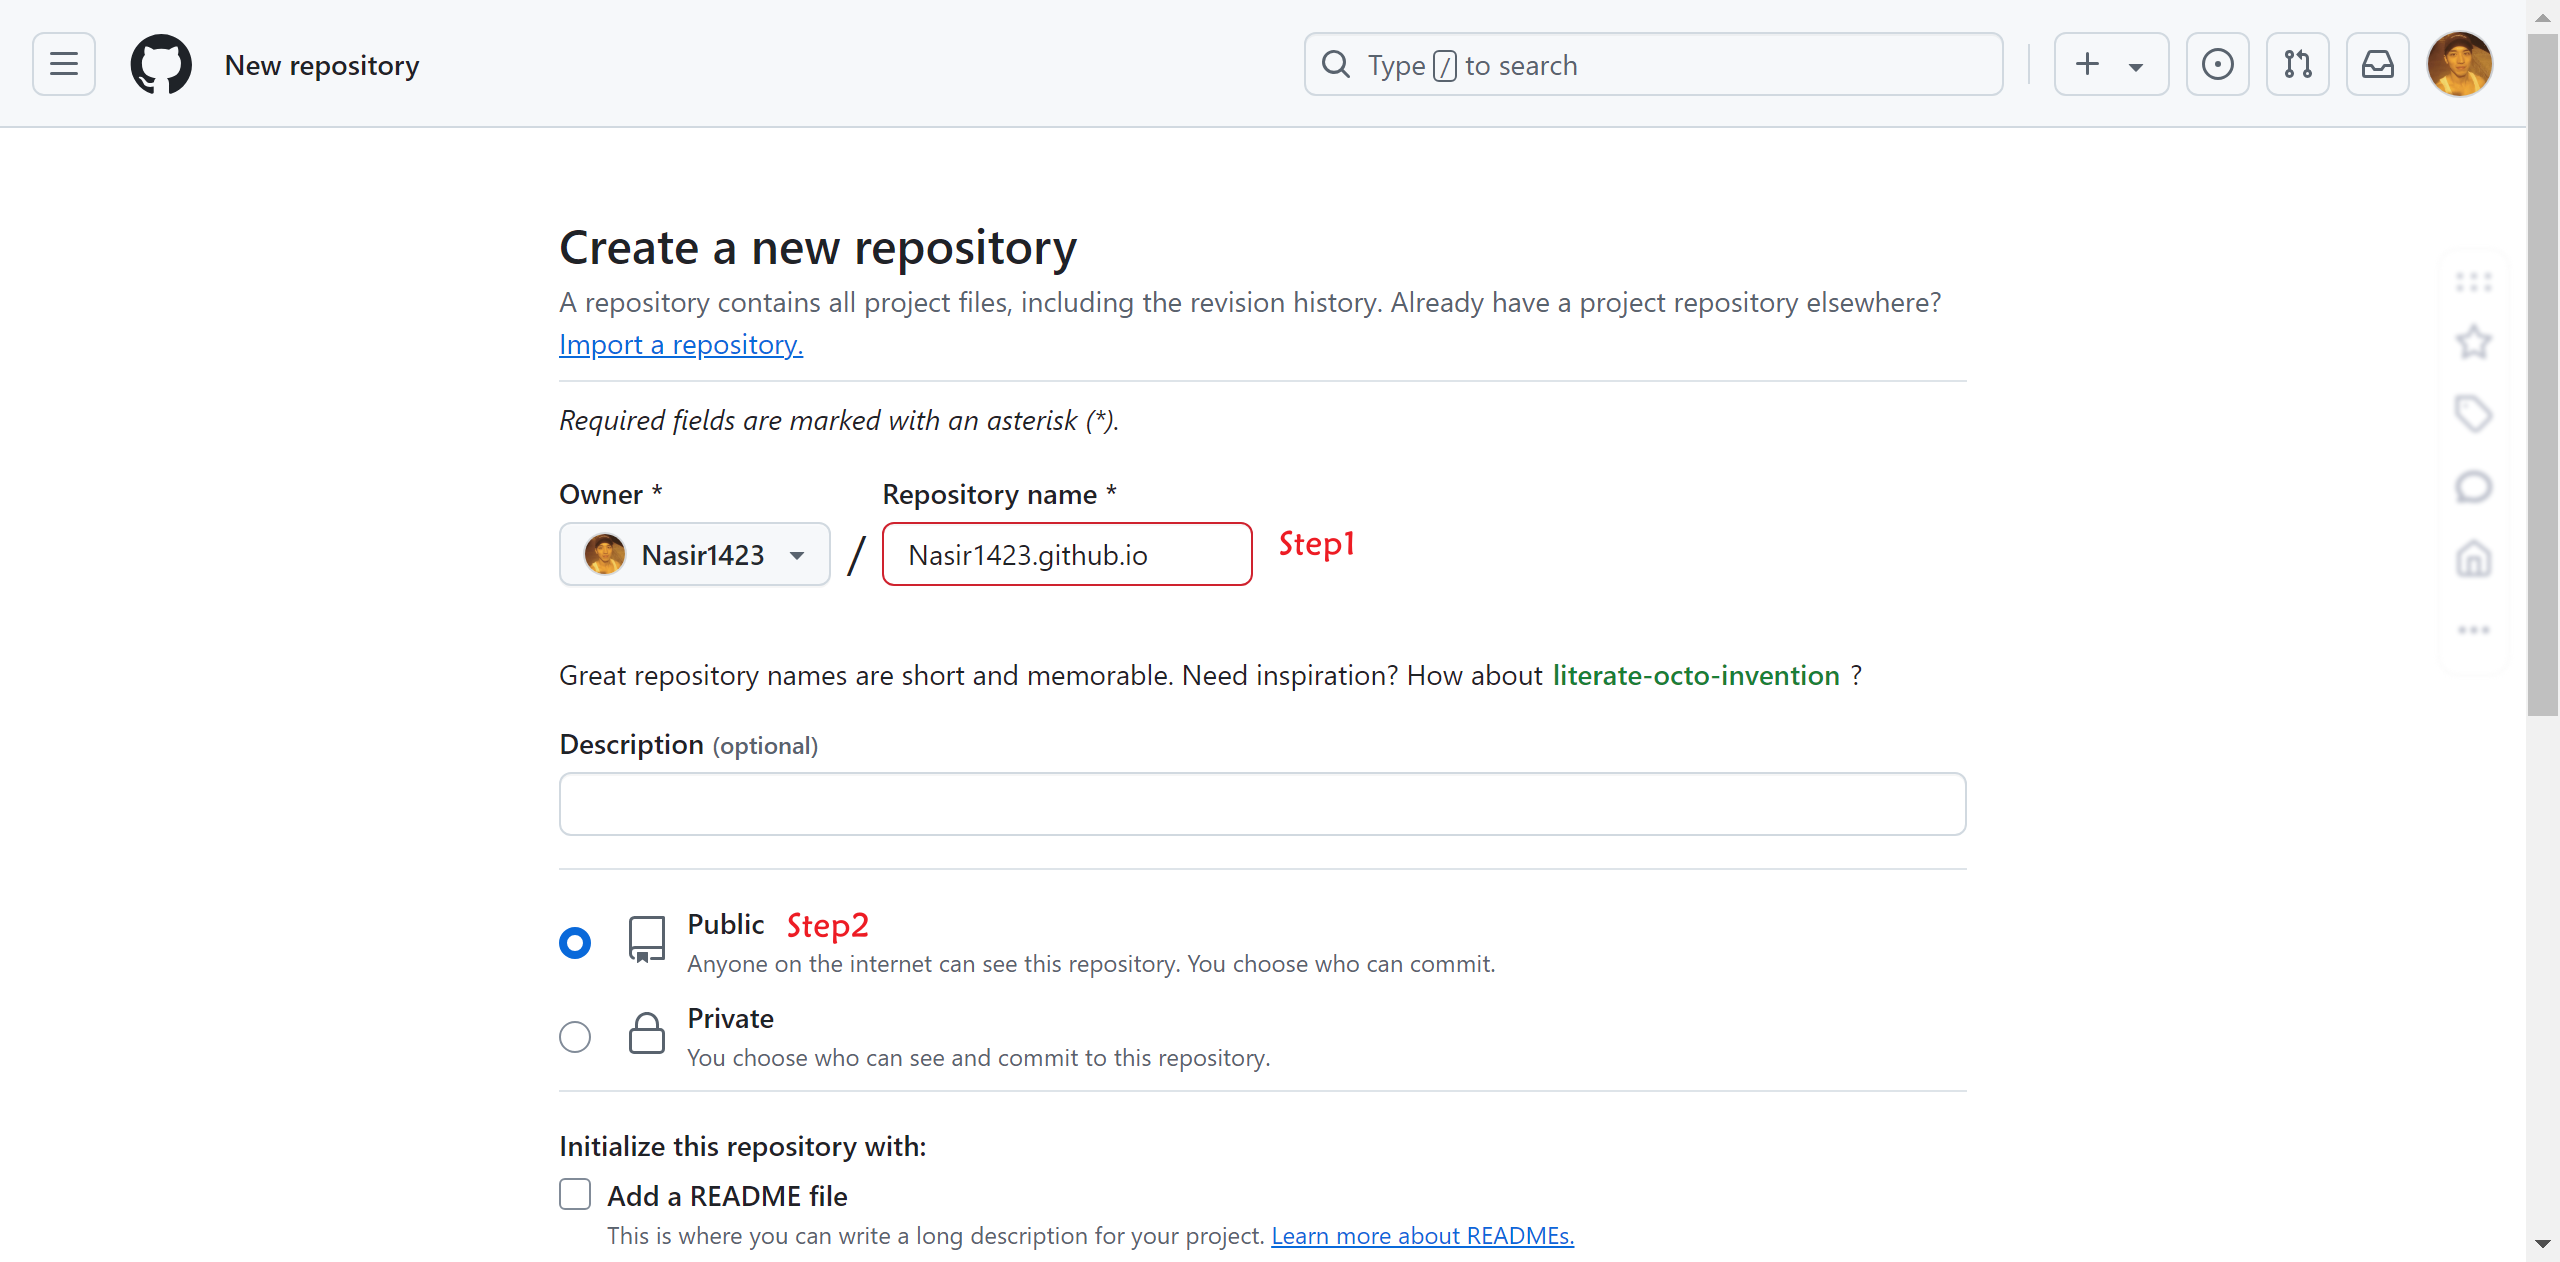 New repository
Type / to search
Create a new repository
A repository contains all project files, including the revision history. Already have a project repository elsewhere?
Import a repository.
Required fields are marked with an asterisk (*).
Owner * Repository name *
Nasir1423 / Nasir1423.github.io Step1
Great repository names are short and memorable. Need inspiration? How about literate-octo-invention ?
Description (optional)
Public Step2
Anyone on the internet can see this repository. You choose who can commit.
Private
You choose who can see and commit to this repository.
Initialize this repository with:
Add a README file
This is where you can write a long description for your project. Learn more about READMEs.